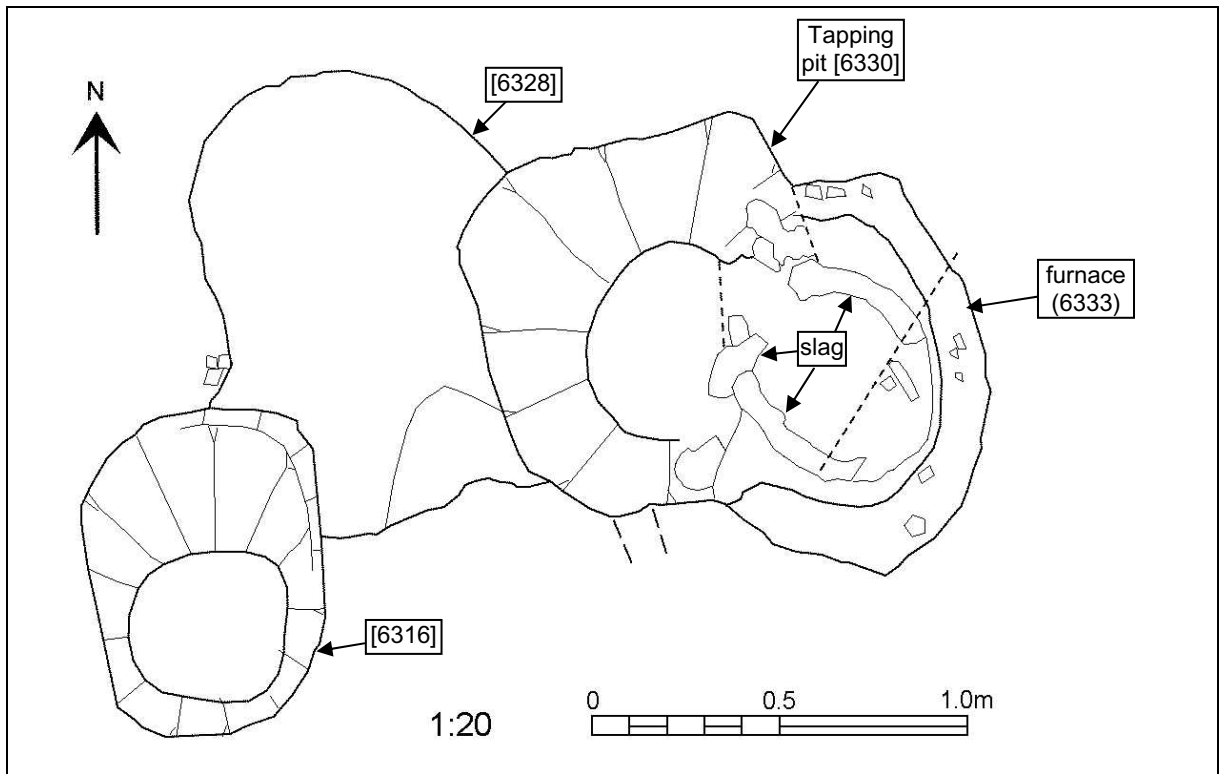 Tapping
pit [6330]
[6328]
N
furnace
(6333)
slag
[6316]
0 0.5 1.0m
1:20